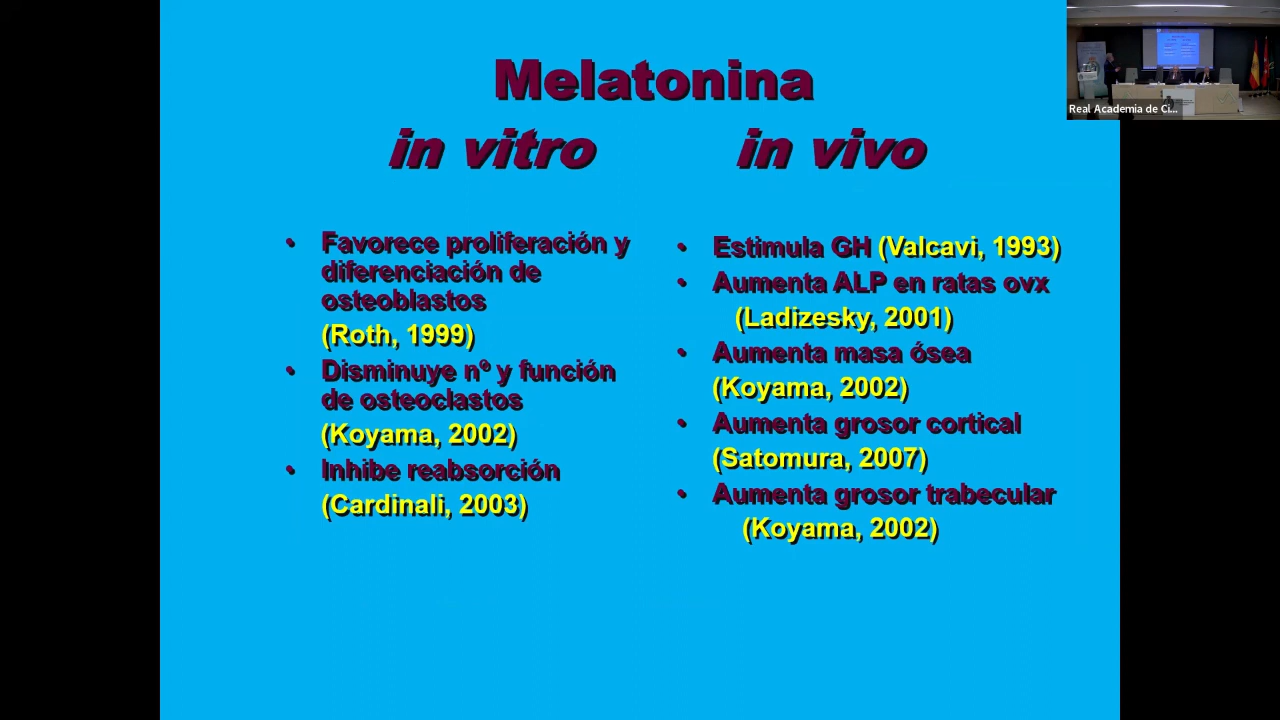 Melatonina
in vitro
in vivo
• Favorece proliferación y
diferenciación de
osteoblastos
(Roth, 1999)
• Disminuye nº y función
de osteoclastos
(Koyama, 2002)
• Inhibe reabsorción
(Cardinali, 2003)
• Estimula GH (Valcavi, 1993)
• Aumenta ALP en ratas ovx
(Ladizesky, 2001)
• Aumenta masa ósea
(Koyama, 2002)
• Aumenta grosor cortical
(Satomura, 2007)
• Aumenta grosor trabecular
(Koyama, 2002)
Real Academia de Ci...